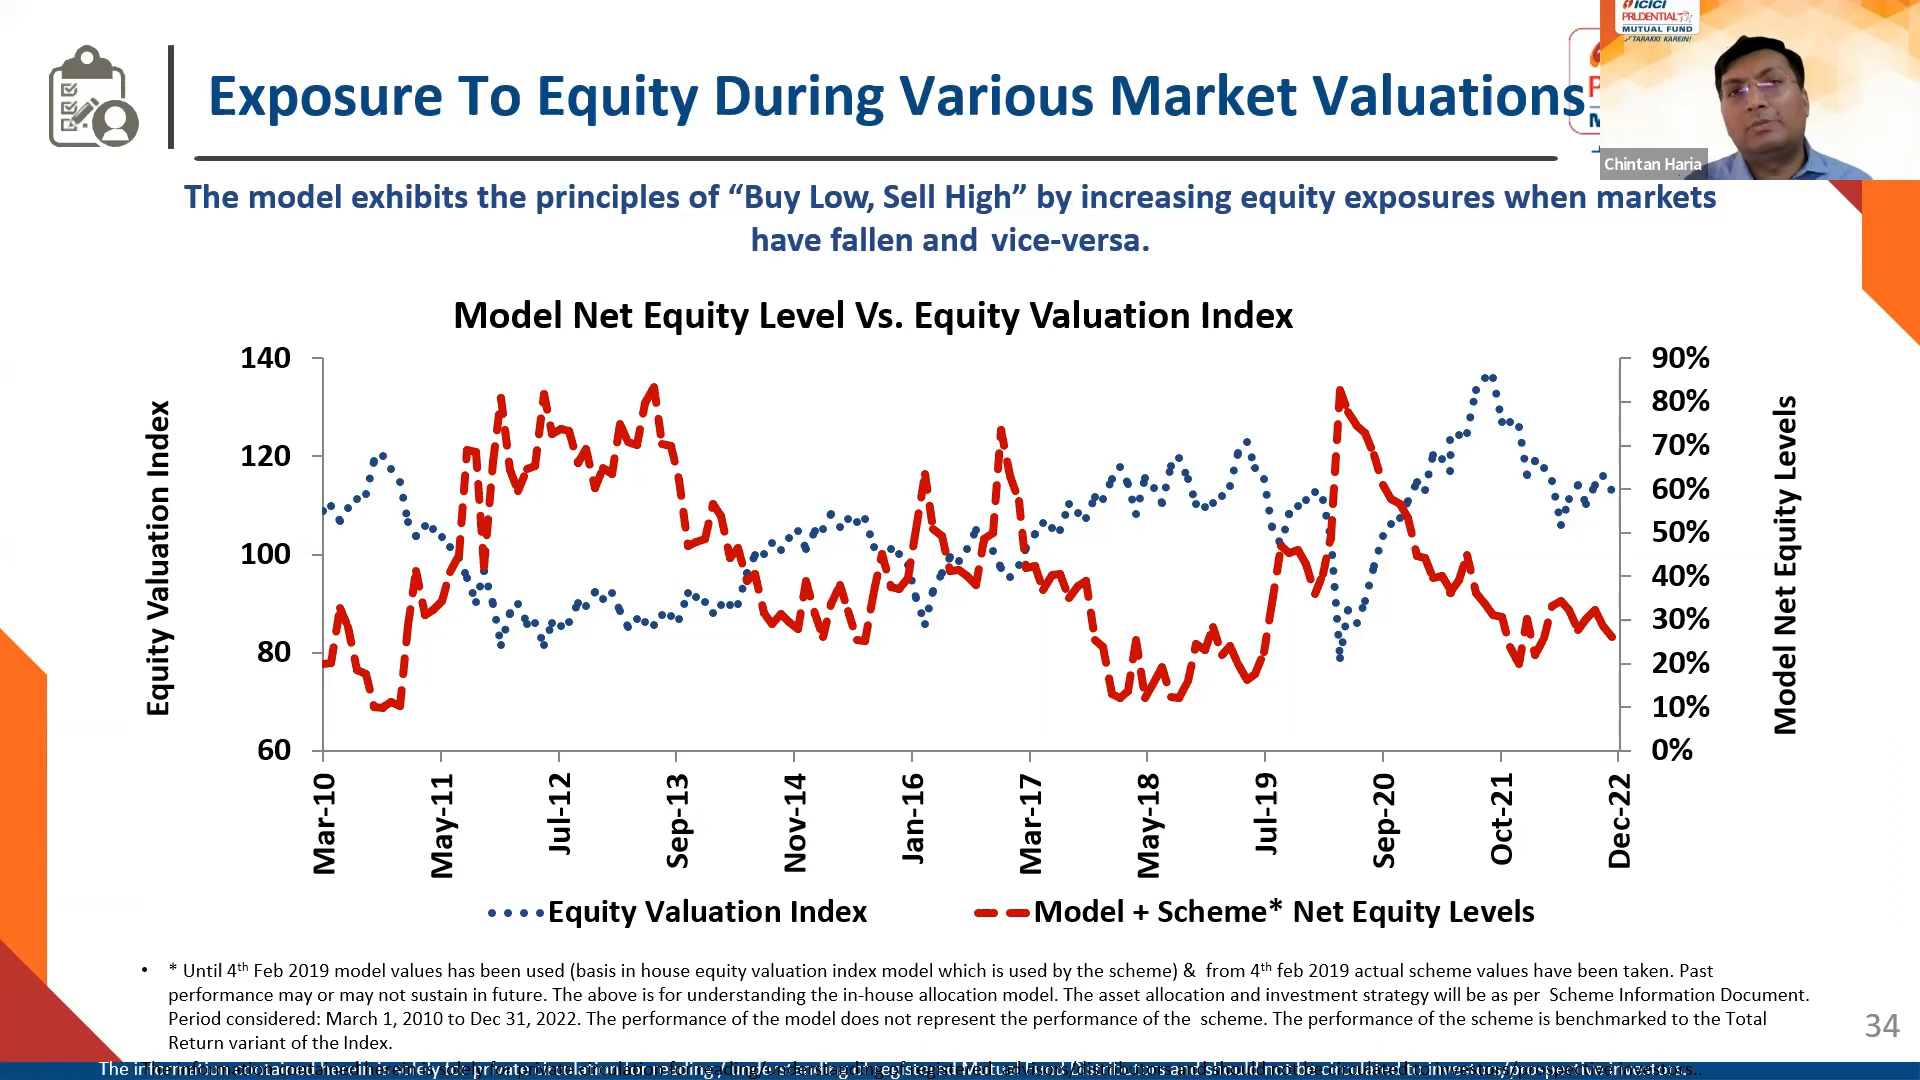 ICICI
PRUDENTIAL
MUTUAL FUND
TARAKKI KAREIN!
Exposure To Equity During Various Market Valuations
Chintan Haria
The model exhibits the principles of “Buy Low, Sell High” by increasing equity exposures when markets
have fallen and vice-versa.
Model Net Equity Level Vs. Equity Valuation Index
140
120
100
80
60
Equity Valuation Index
90%
80%
70%
60%
50%
40%
30%
20%
10%
0%
Model Net Equity Levels
Mar-10
May-11
Jul-12
Sep-13
Nov-14
Jan-16
Mar-17
May-18
Jul-19
Sep-20
Oct-21
Dec-22
Equity Valuation Index
Model + Scheme* Net Equity Levels
• * Until 4th Feb 2019 model values has been used (basis in house equity valuation index model which is used by the scheme) & from 4th feb 2019 actual scheme values have been taken. Past
performance may or may not sustain in future. The above is for understanding the in-house allocation model. The asset allocation and investment strategy will be as per Scheme Information Document.
Period considered: March 1, 2010 to Dec 31, 2022. The performance of the model does not represent the performance of the scheme. The performance of the scheme is benchmarked to the Total
Return variant of the Index.
34